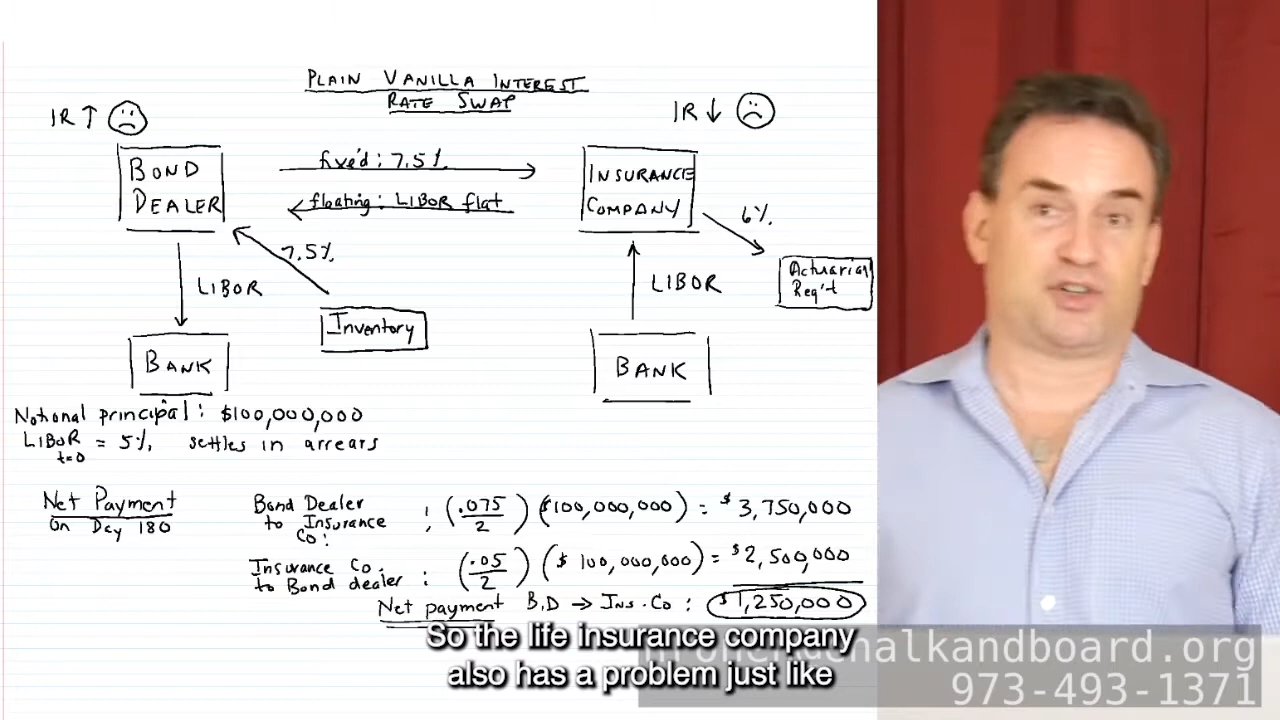 PLAIN VANILLA INTEREST
RATE SWAP
IR ↑
IR ↓
BOND
DEALER
fix'd: 7.5%
floating: LIBOR flat
INSURANCE
COMPANY
6%
7.5%
LIBOR
LIBOR
Actuarial
Req't
Inventory
BANK
BANK
Notional principal: $100,000,000
LIBOR = 5% settles in arrears
t=0
Net Payment
On Day 180
Bond Dealer
to Insurance
Co:
: (.075/2) ($100,000,000) = $3,750,000
Insurance Co.
to Bond dealer : (.05/2) ($100,000,000) = $2,500,000
Net payment B.D → Ins. Co: $1,250,000
So the life insurance company
also has a problem just like
chalkandboard.org
973-493-1371